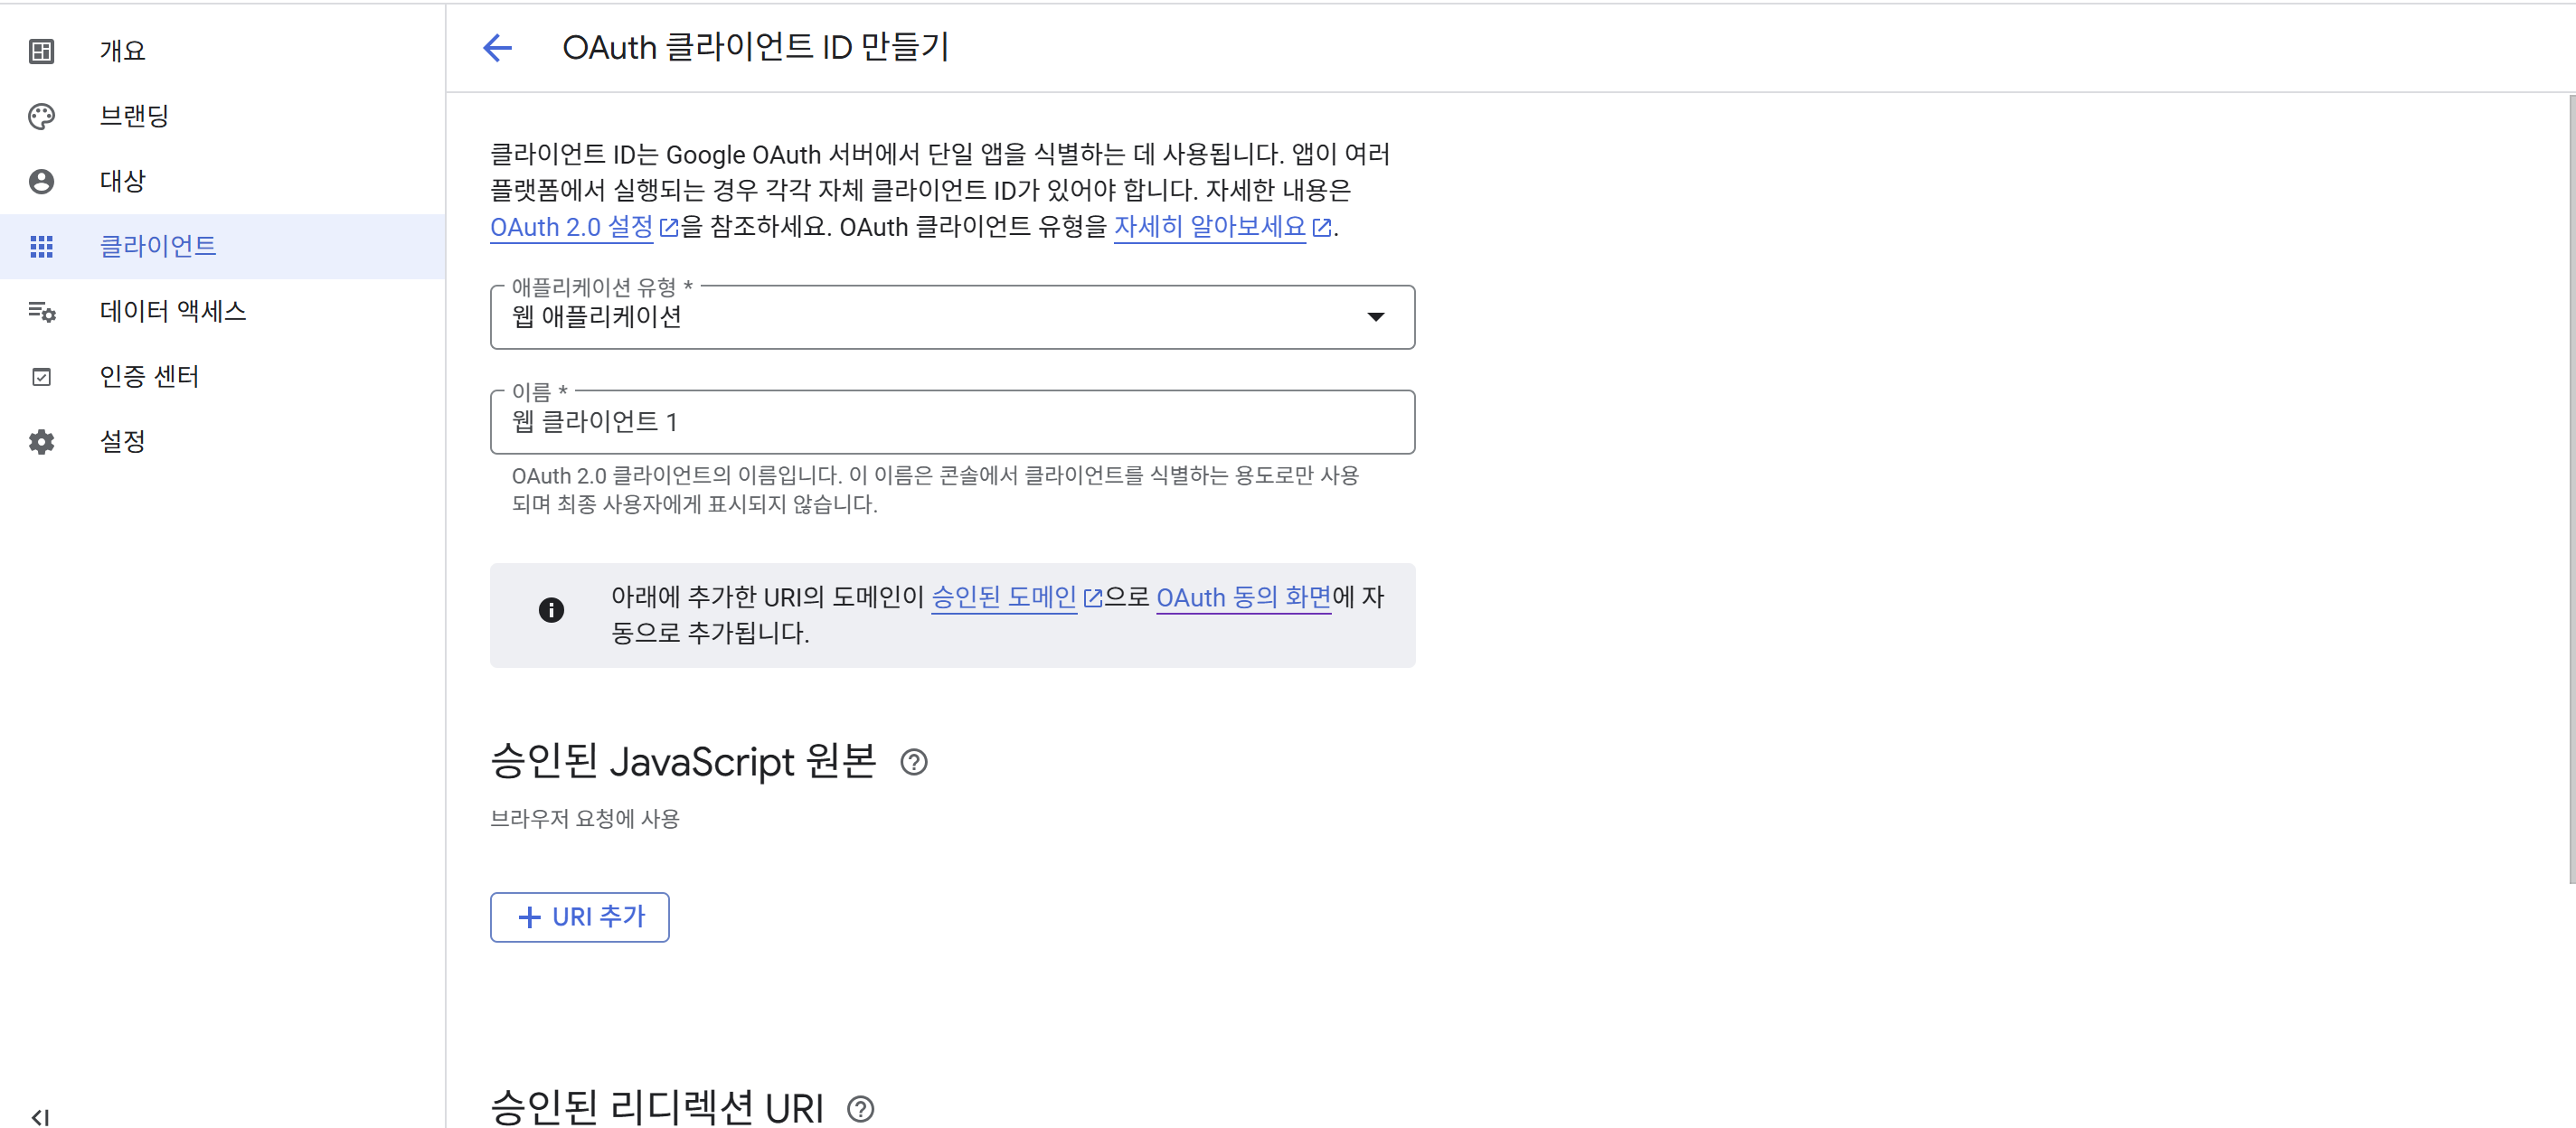 개요
브랜딩
대상
클라이언트
데이터 액세스
인증 센터
설정
OAuth 클라이언트 ID 만들기
클라이언트 ID는 Google OAuth 서버에서 단일 앱을 식별하는 데 사용됩니다. 앱이 여러
플랫폼에서 실행되는 경우 각각 자체 클라이언트 ID가 있어야 합니다. 자세한 내용은
OAuth 2.0 설정을 참조하세요. OAuth 클라이언트 유형을 자세히 알아보세요.
애플리케이션 유형 *
웹 애플리케이션
이름 *
웹 클라이언트 1
OAuth 2.0 클라이언트의 이름입니다. 이 이름은 콘솔에서 클라이언트를 식별하는 용도로만 사용
되며 최종 사용자에게 표시되지 않습니다.
아래에 추가한 URI의 도메인이 승인된 도메인으로 OAuth 동의 화면에 자
동으로 추가됩니다.
승인된 JavaScript 원본
브라우저 요청에 사용
+ URI 추가
승인된 리디렉션 URI